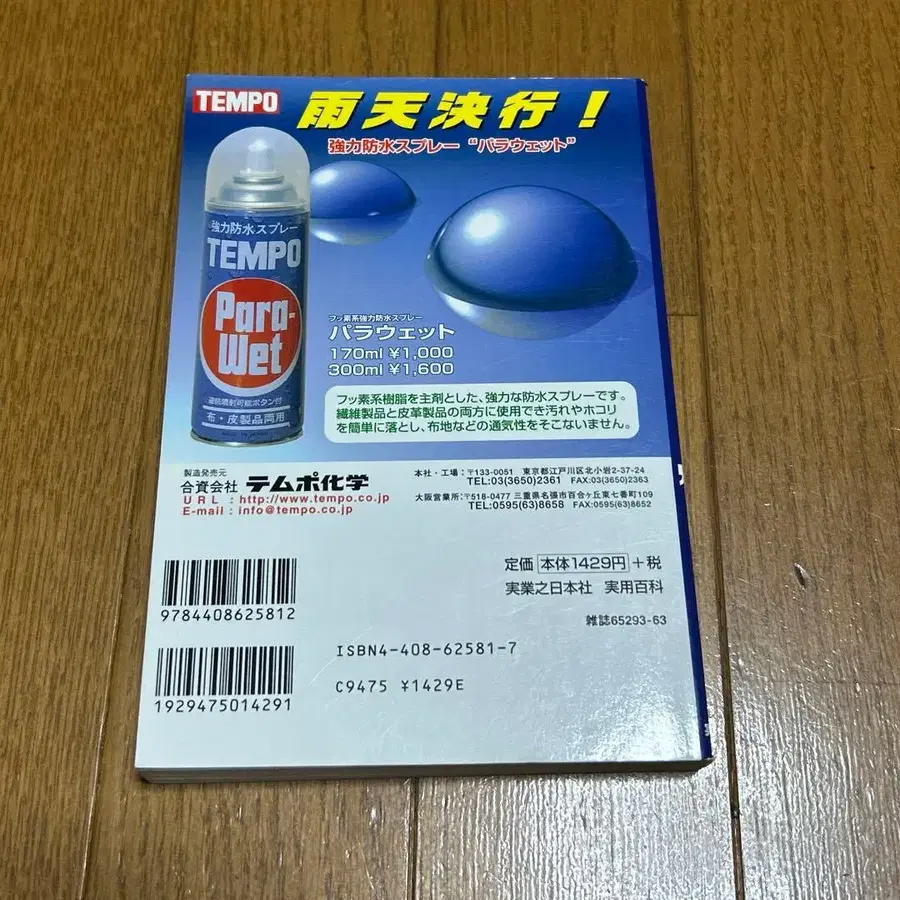 TEMPO 雨天決行！
強力防水スプレー “パラウェット”
強力防水スプレー
TEMPO
Para-
Wet
連続噴射可能ボタン付
布・皮製品両用
フッ素系強力防水スプレー
パラウェット
170ml ¥1,000
300ml ¥1,600
フッ素系樹脂を主剤とした、強力な防水スプレーです。
繊維製品と皮革製品の両方に使用でき汚れやホコリ
を簡単に落とし、布地などの通気性をそこないません。
製造発売元
合資会社 テムポ化学
URL : http://www.tempo.co.jp
E-mail : info@tempo.co.jp
本社・工場：〒133-0051 東京都江戸川区北小岩2-37-24
TEL:03(3650)2361 FAX:03(3650)2363
大阪営業所：〒518-0477 三重県名張市百合ヶ丘東七番町109
TEL:0595(63)8658 FAX:0595(63)8652
定価 本体1429円 +税
実業之日本社 実用百科
雑誌65293-63
9784408625812
ISBN4-408-62581-7
C9475 ¥1429E
1929475014291